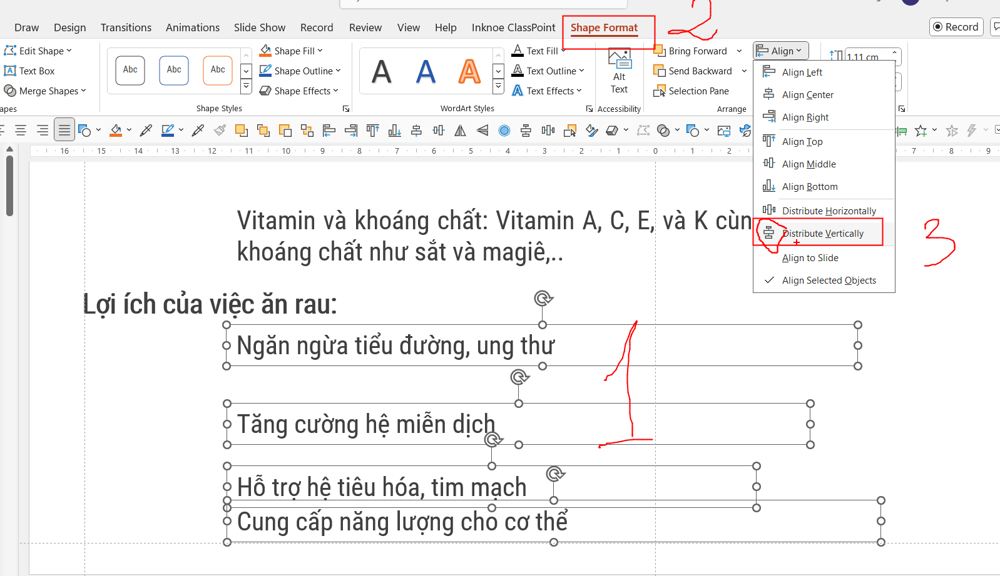 2
Draw Design Transitions Animations Slide Show Record Review View Help Inknoe ClassPoint Shape Format Record
Edit Shape Abc Abc Abc Shape Fill A A A Text Fill Alt Text Bring Forward Align 1.11 cm
Text Box Shape Outline Text Outline Send Backward
Merge Shapes Shape Effects Text Effects Selection Pane
apes Shape Styles WordArt Styles Accessibility Arrange
Align Left
Align Center
Align Right
Align Top
Align Middle
Align Bottom
Distribute Horizontally
Distribute Vertically
Align to Slide
Align Selected Objects
3
16 15 14 13 12 11 10 9 8 7 6 5 4 3 2 1 0 1 2 7 8 9
Vitamin và khoáng chất: Vitamin A, C, E, và K cùn
khoáng chất như sắt và magiê,..
Lợi ích của việc ăn rau:
Ngăn ngừa tiểu đường, ung thư
1
Tăng cường hệ miễn dịch
Hỗ trợ hệ tiêu hóa, tim mạch
Cung cấp năng lượng cho cơ thể